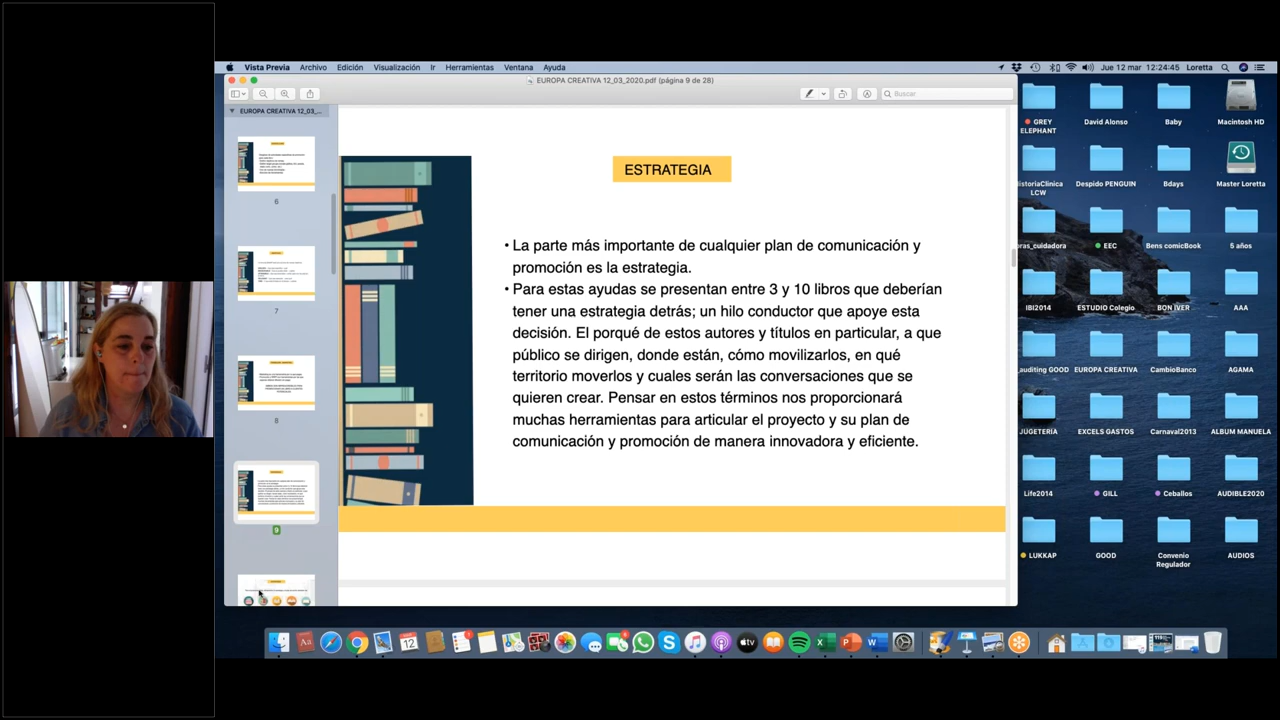 Vista Previa Archivo Edición Visualización Ir Herramientas Ventana Ayuda
Jue 12 mar 12:24:45 Loretta
EUROPA CREATIVA 12_03_2020.pdf (página 9 de 28)
Buscar
EUROPA CREATIVA 12_03_...
6
7
8
9
ESTRATEGIA
• La parte más importante de cualquier plan de comunicación y
promoción es la estrategia.
• Para estas ayudas se presentan entre 3 y 10 libros que deberían
tener una estrategia detrás; un hilo conductor que apoye esta
decisión. El porqué de estos autores y títulos en particular, a que
público se dirigen, donde están, cómo movilizarlos, en qué
territorio moverlos y cuales serán las conversaciones que se
quieren crear. Pensar en estos términos nos proporcionará
muchas herramientas para articular el proyecto y su plan de
comunicación y promoción de manera innovadora y eficiente.
GREY
ELEPHANT
David Alonso
Baby
Macintosh HD
istoriaClinica
LCW
Despido PENGUIN
Bdays
Master Loretta
ras_cuidadora
EEC
Bens comicBook
5 años
IBI2014
ESTUDIO Colegio
BON IVER
AAA
_auditing GOOD
EUROPA CREATIVA
CambioBanco
AGAMA
JUGETERIA
EXCELS GASTOS
Carnaval2013
ALBUM MANUELA
Life2014
GILL
Ceballos
AUDIBLE2020
LUKKAP
GOOD
Convenio
Regulador
AUDIOS